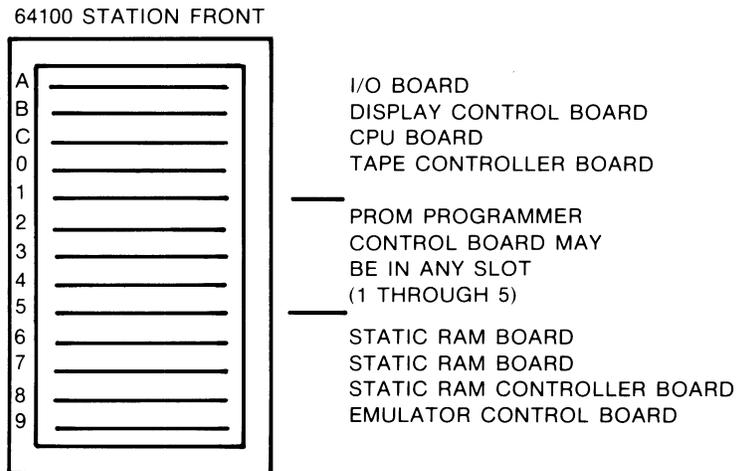 64100 STATION FRONT
A I/O BOARD
B DISPLAY CONTROL BOARD
C CPU BOARD
0 TAPE CONTROLLER BOARD
1
2 PROM PROGRAMMER
3 CONTROL BOARD MAY
4 BE IN ANY SLOT
5 (1 THROUGH 5)
6 STATIC RAM BOARD
7 STATIC RAM BOARD
8 STATIC RAM CONTROLLER BOARD
9 EMULATOR CONTROL BOARD